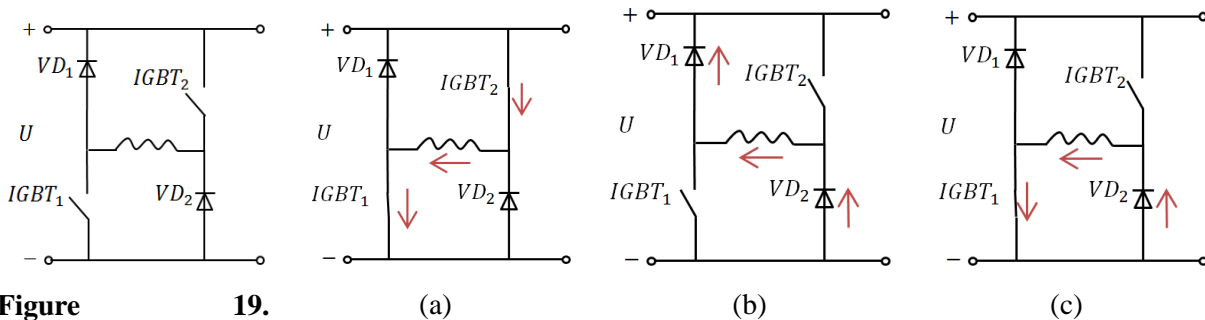 +
VD₁
IGBT₂
U
IGBT₁
VD₂
−
+
VD₁
IGBT₂
U
IGBT₁
VD₂
−
+
VD₁
IGBT₂
U
IGBT₁
VD₂
−
+
VD₁
IGBT₂
U
IGBT₁
VD₂
−
Figure 19. (a) (b) (c)